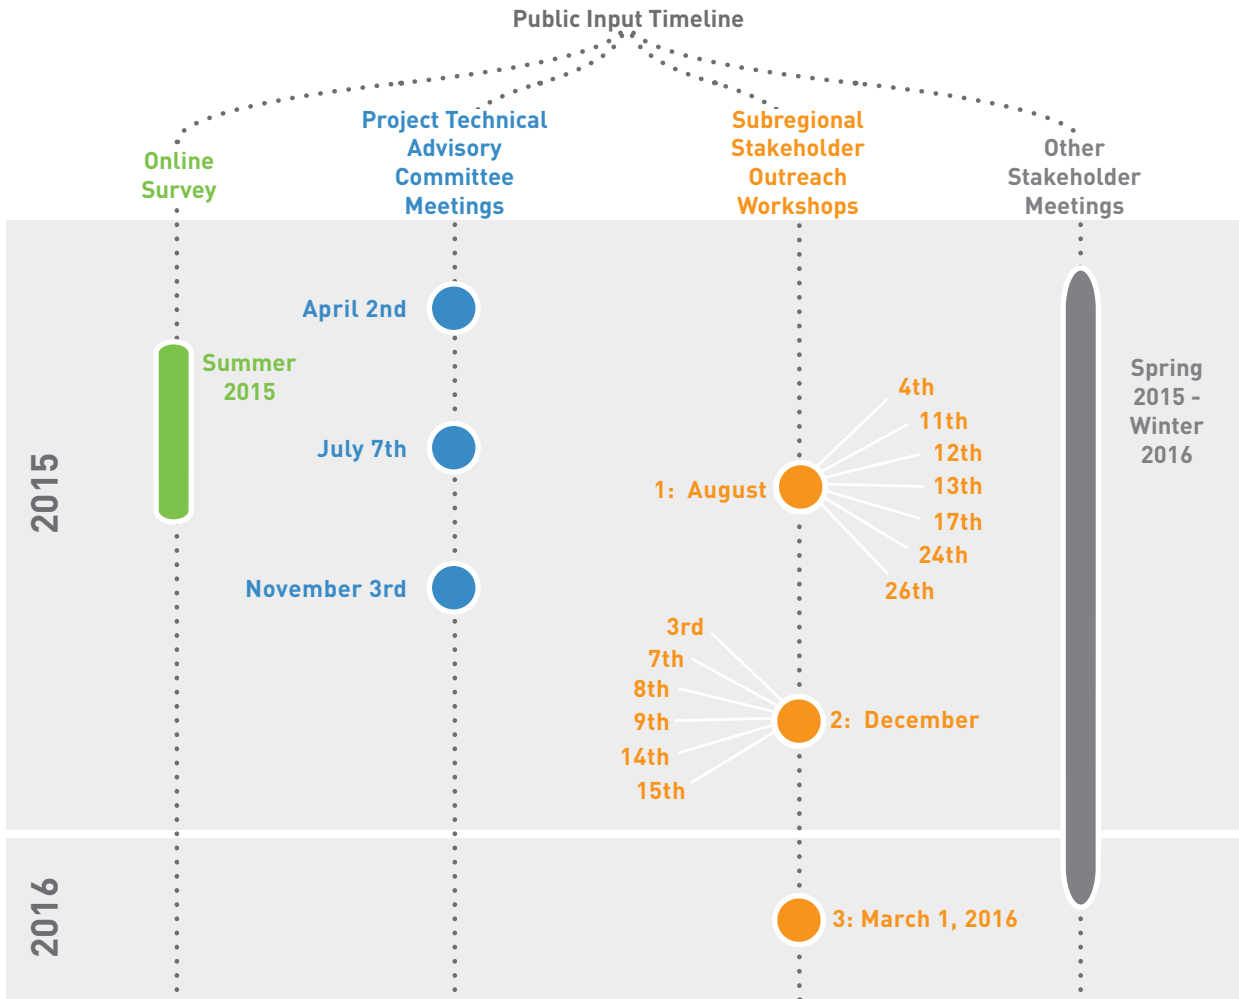 Public Input Timeline
Online
Survey
Project Technical
Advisory
Committee
Meetings
Subregional
Stakeholder
Outreach
Workshops
Other
Stakeholder
Meetings
2015
Summer
2015
April 2nd
July 7th
November 3rd
1: August
4th
11th
12th
13th
17th
24th
26th
2: December
3rd
7th
8th
9th
14th
15th
Spring
2015 -
Winter
2016
2016
3: March 1, 2016